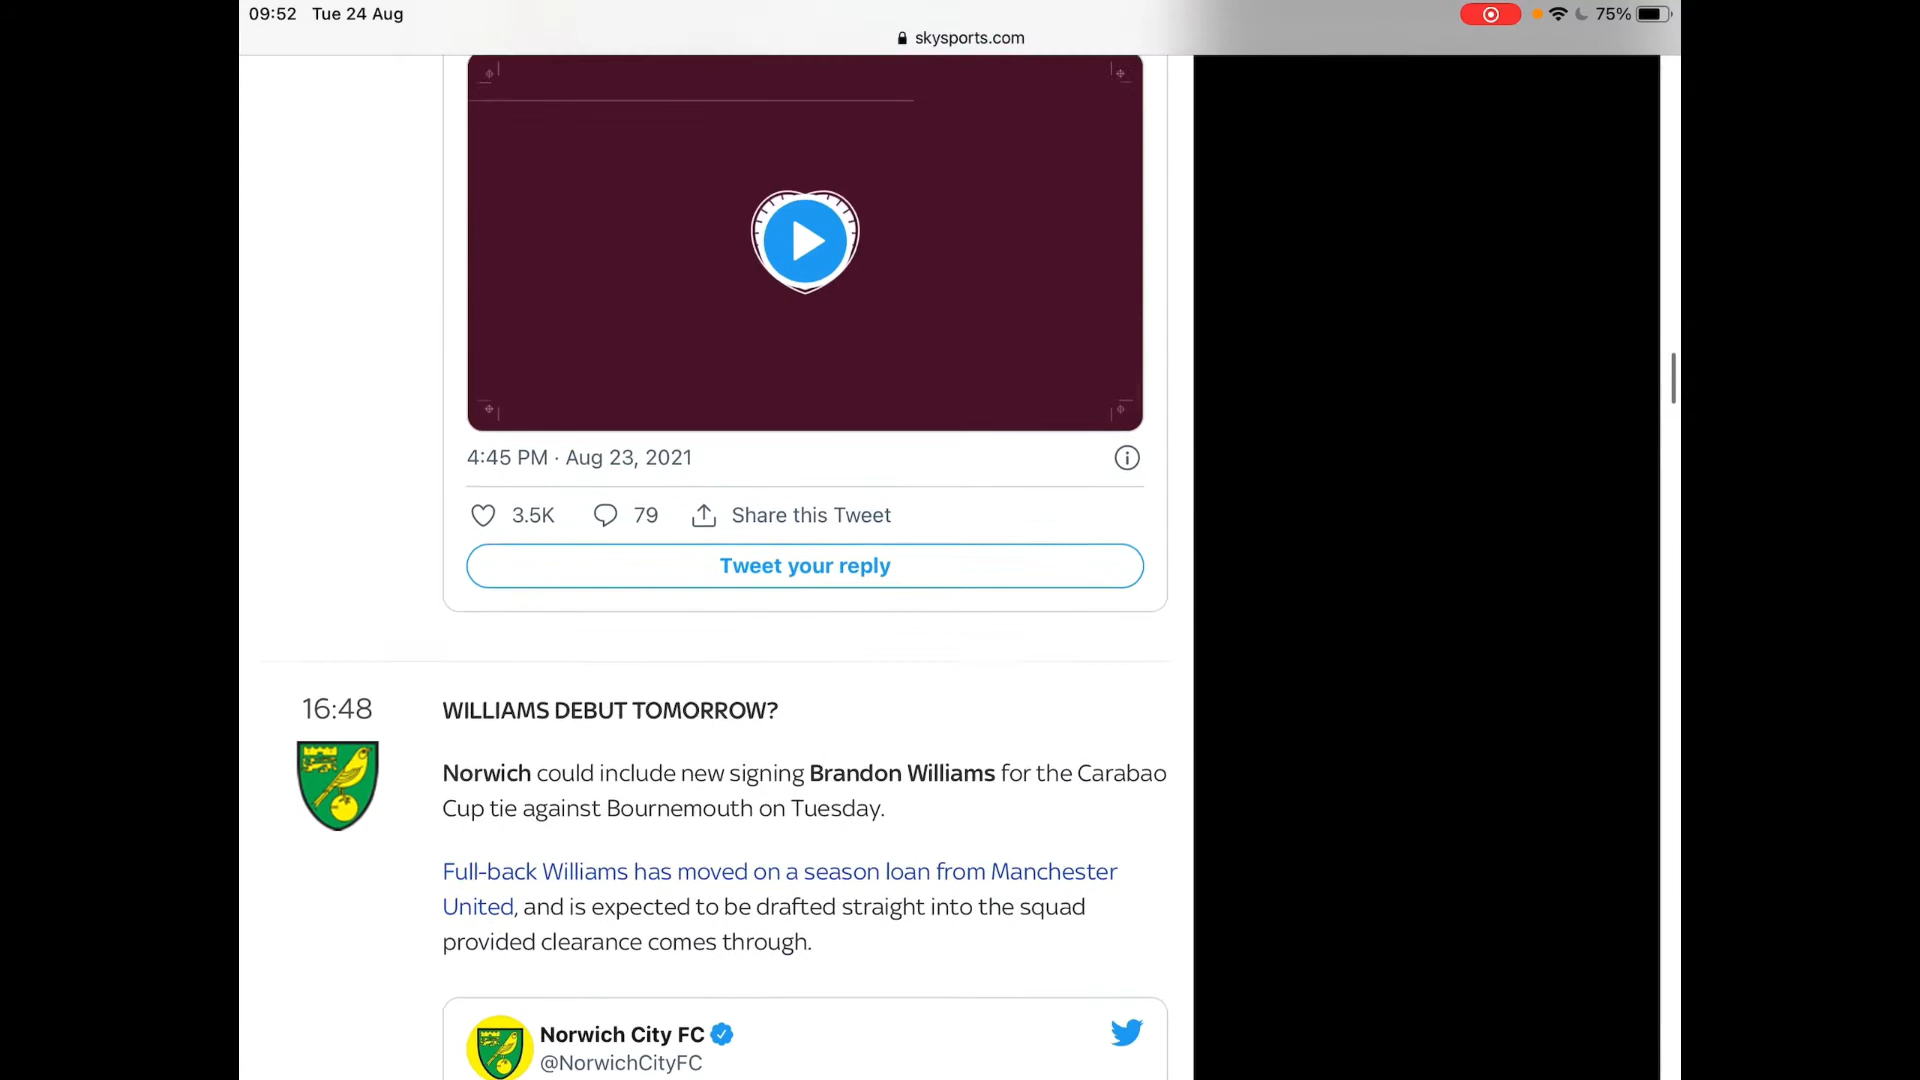 09:52 Tue 24 Aug
75%
skysports.com
4:45 PM · Aug 23, 2021
3.5K 79 Share this Tweet
Tweet your reply
16:48
WILLIAMS DEBUT TOMORROW?
Norwich could include new signing Brandon Williams for the Carabao
Cup tie against Bournemouth on Tuesday.
Full-back Williams has moved on a season loan from Manchester
United, and is expected to be drafted straight into the squad
provided clearance comes through.
Norwich City FC
@NorwichCityFC